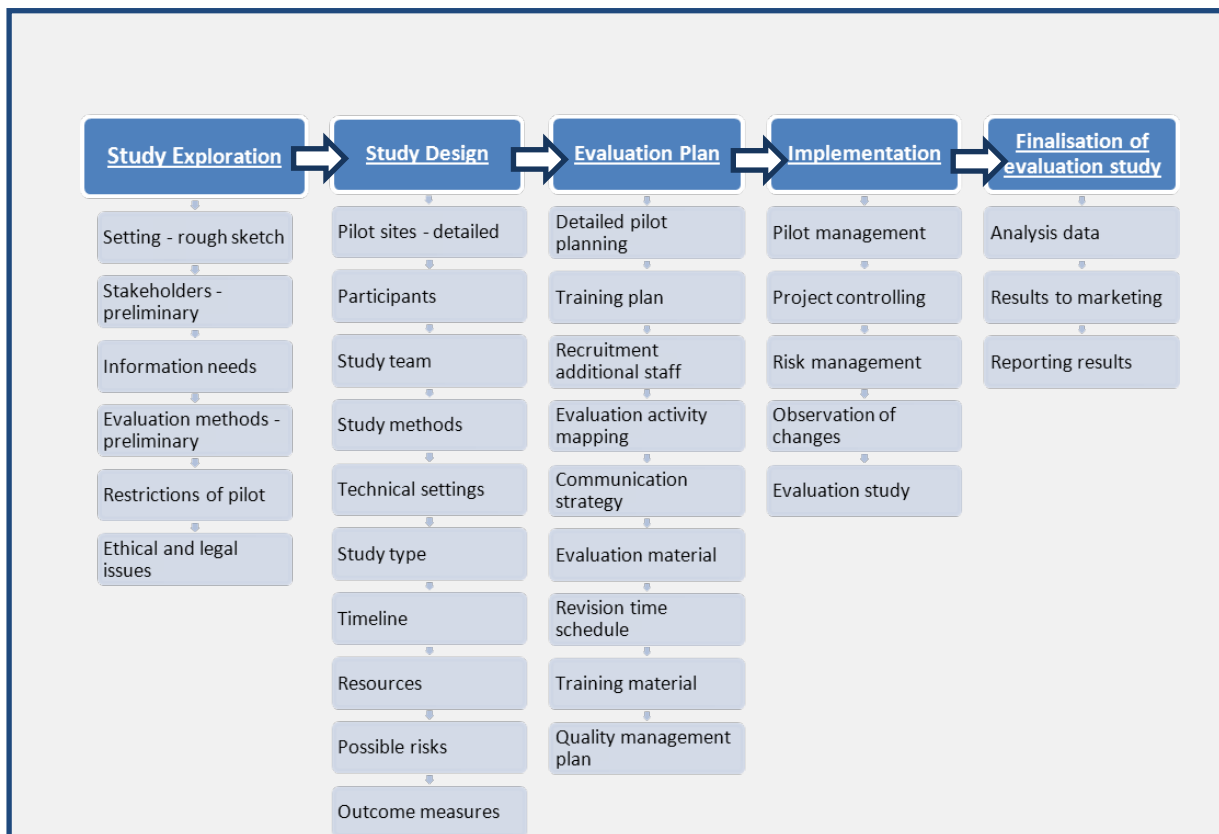 Study Exploration
Setting - rough sketch
Stakeholders -
preliminary
Information needs
Evaluation methods -
preliminary
Restrictions of pilot
Ethical and legal
issues
Study Design
Pilot sites - detailed
Participants
Study team
Study methods
Technical settings
Study type
Timeline
Resources
Possible risks
Outcome measures
Evaluation Plan
Detailed pilot
planning
Training plan
Recruitment
additional staff
Evaluation activity
mapping
Communication
strategy
Evaluation material
Revision time
schedule
Training material
Quality management
plan
Implementation
Pilot management
Project controlling
Risk management
Observation of
changes
Evaluation study
Finalisation of
evaluation study
Analysis data
Results to marketing
Reporting results